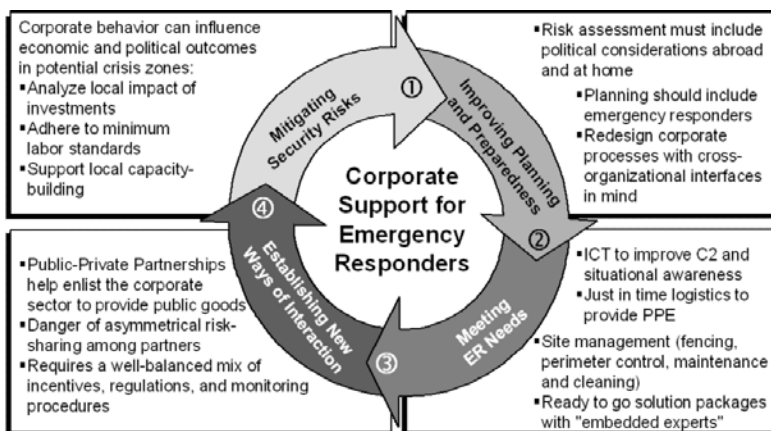 Corporate behavior can influence
economic and political outcomes
in potential crisis zones:
▪Analyze local impact of
investments
▪Adhere to minimum
labor standards
▪Support local capacity-
building
▪Risk assessment must include
political considerations abroad
and at home
▪Planning should include
emergency responders
▪Redesign corporate
processes with cross-
organizational interfaces
in mind
①
Mitigating
Security Risks
Improving Planning
and Preparedness
Corporate
Support for
Emergency
Responders
④
②
Establishing New
Ways of Interaction
Meeting
ER Needs
③
▪Public-Private Partnerships
help enlist the corporate
sector to provide public goods
▪Danger of asymmetrical risk-
sharing among partners
▪Requires a well-balanced mix of
incentives, regulations, and monitoring
procedures
▪ICT to improve C2 and
situational awareness
▪Just in time logistics to
provide PPE
▪Site management (fencing,
perimeter control, maintenance
and cleaning)
▪Ready to go solution packages
with "embedded experts"